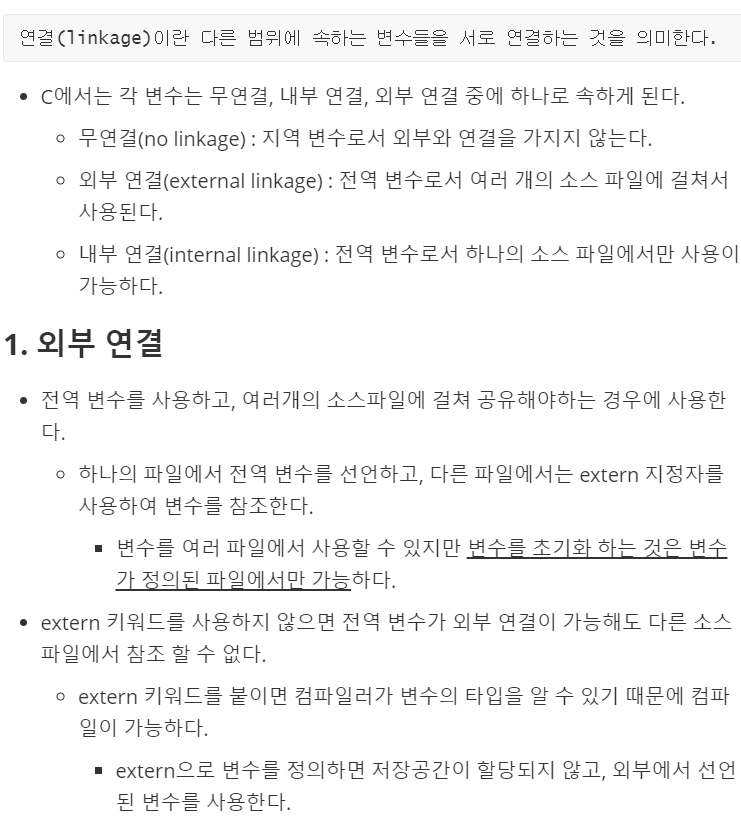 연결(linkage)이란 다른 범위에 속하는 변수들을 서로 연결하는 것을 의미한다.
• C에서는 각 변수는 무연결, 내부 연결, 외부 연결 중에 하나로 속하게 된다.
◦ 무연결(no linkage) : 지역 변수로서 외부와 연결을 가지지 않는다.
◦ 외부 연결(external linkage) : 전역 변수로서 여러 개의 소스 파일에 걸쳐서
사용된다.
◦ 내부 연결(internal linkage) : 전역 변수로서 하나의 소스 파일에서만 사용이
가능하다.
1. 외부 연결
• 전역 변수를 사용하고, 여러개의 소스파일에 걸쳐 공유해야하는 경우에 사용한
다.
◦ 하나의 파일에서 전역 변수를 선언하고, 다른 파일에서는 extern 지정자를
사용하여 변수를 참조한다.
▪ 변수를 여러 파일에서 사용할 수 있지만 변수를 초기화 하는 것은 변수
가 정의된 파일에서만 가능하다.
• extern 키워드를 사용하지 않으면 전역 변수가 외부 연결이 가능해도 다른 소스
파일에서 참조 할 수 없다.
◦ extern 키워드를 붙이면 컴파일러가 변수의 타입을 알 수 있기 때문에 컴파
일이 가능하다.
▪ extern으로 변수를 정의하면 저장공간이 할당되지 않고, 외부에서 선언
된 변수를 사용한다.